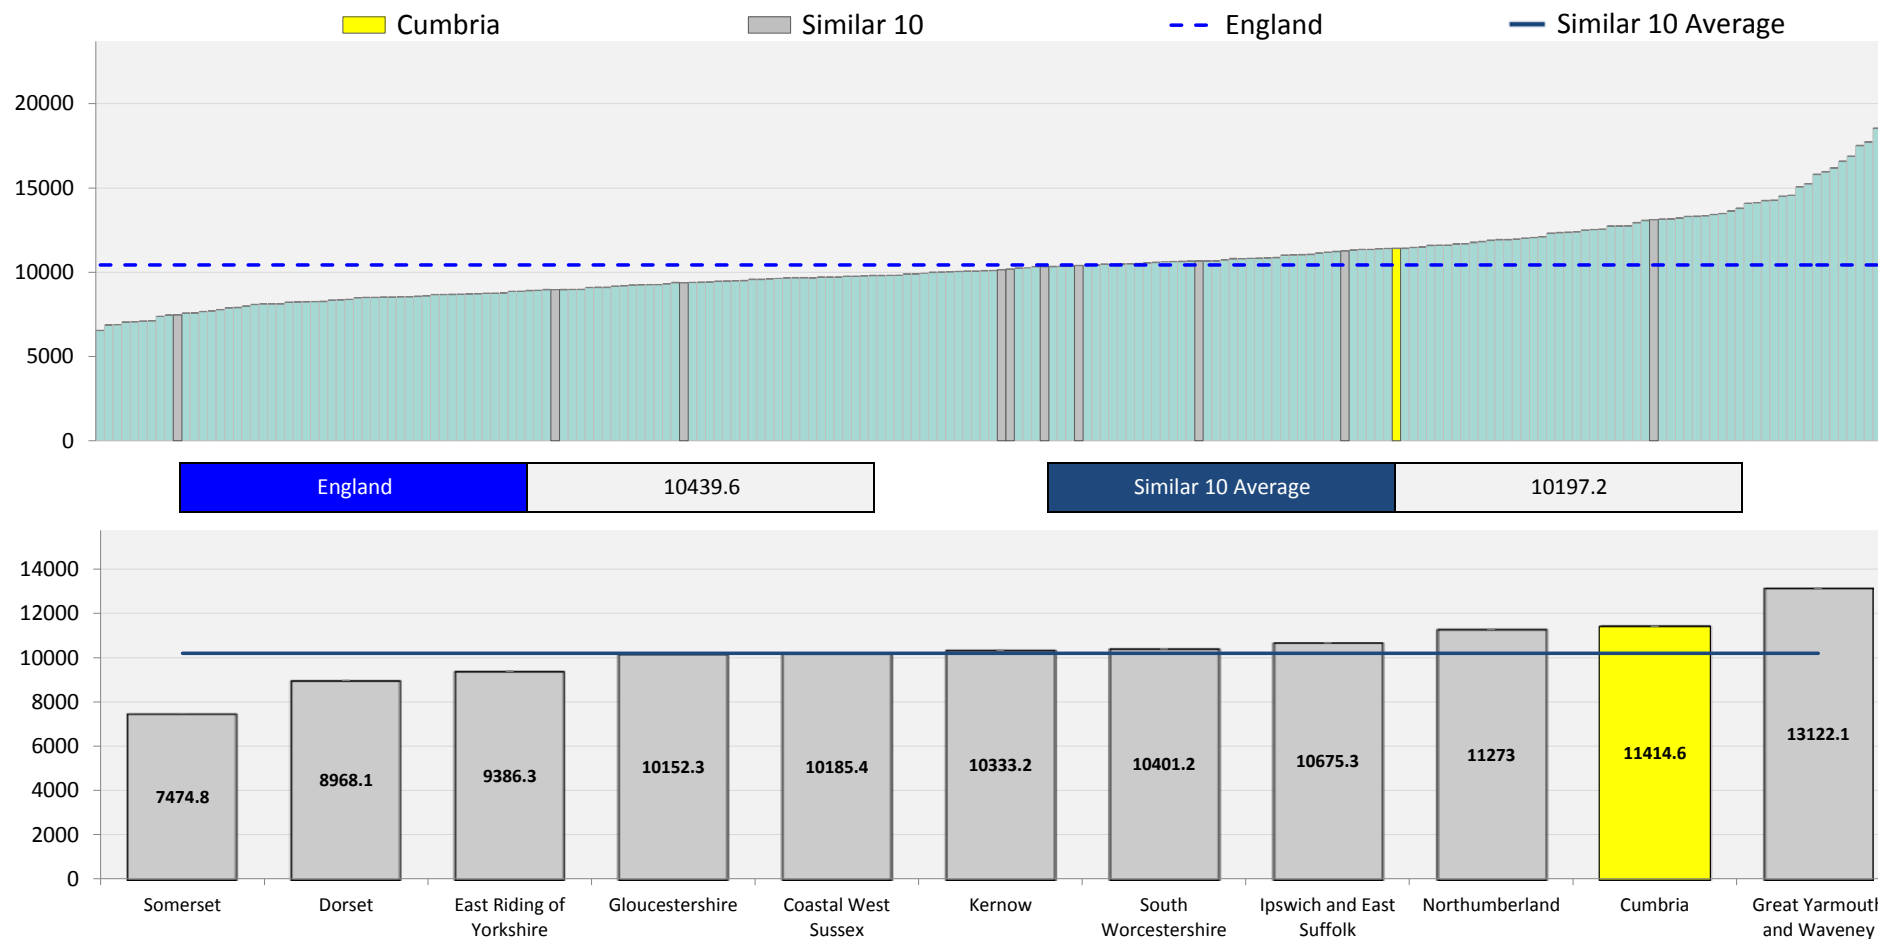 Cumbria
Similar 10
England
Similar 10 Average
20000
15000
10000
5000
0
England
10439.6
Similar 10 Average
10197.2
14000
12000
10000
8000
6000
4000
2000
0
7474.8
8968.1
9386.3
10152.3
10185.4
10333.2
10401.2
10675.3
11273
11414.6
13122.1
Somerset
Dorset
East Riding of
Yorkshire
Gloucestershire
Coastal West
Sussex
Kernow
South
Worcestershire
Ipswich and East
Suffolk
Northumberland
Cumbria
Great Yarmouth
and Waveney